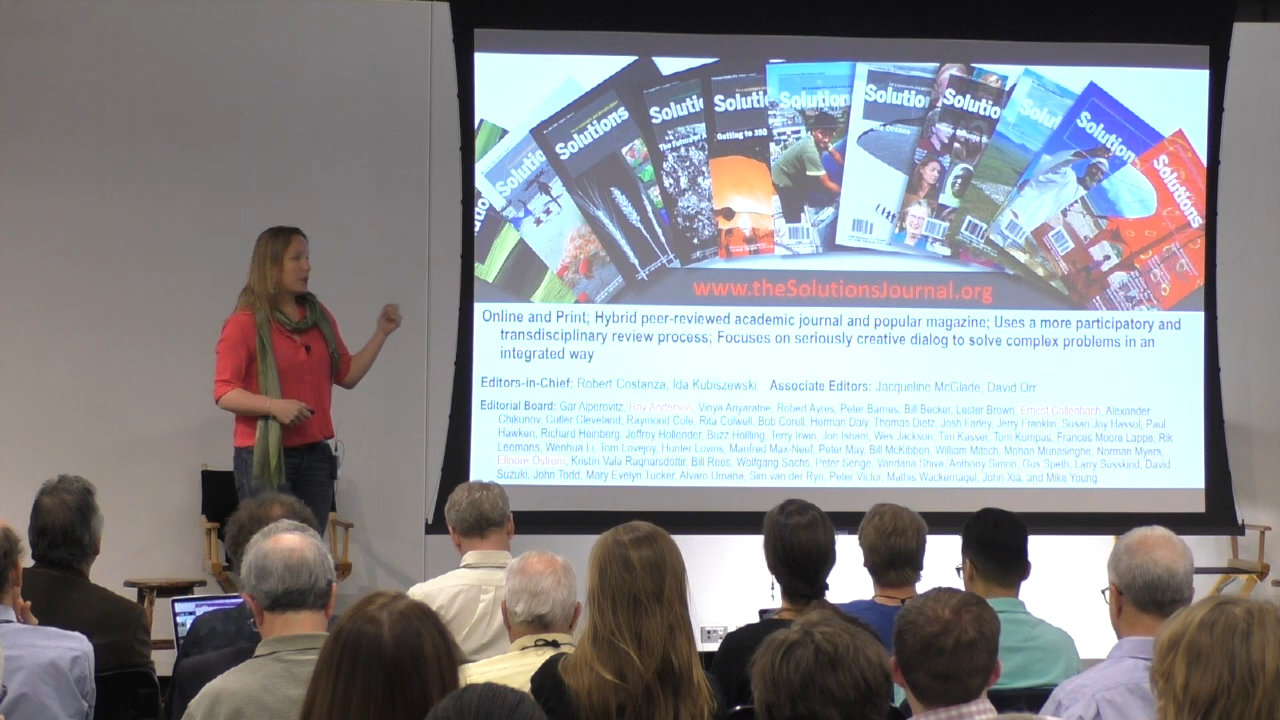 Solutions
Solutions
Solutions
Getting to 350
Solution
Solutio
Solutio
Solu
Solution
Solutions
www.theSolutionsJournal.org
Online and Print; Hybrid peer-reviewed academic journal and popular magazine; Uses a more participatory and
transdisciplinary review process; Focuses on seriously creative dialog to solve complex problems in an
integrated way
Editors-in-Chief: Robert Costanza, Ida Kubiszewski Associate Editors: Jacqueline McGlade, David Orr
Editorial Board: Gar Alperovitz, Ray Anderson, Vinya Anyaratne, Robert Ayres, Peter Barnes, Bill Becker, Lester Brown, Ernest Callenbach, Alexander
Chikunov, Cutler Cleveland, Raymond Cole, Rita Colwell, Bob Corell, Herman Daly, Thomas Dietz, Josh Farley, Jerry Franklin, Susan Joy Hassol, Paul
Hawken, Richard Heinberg, Jeffrey Hollender, Buzz Holling, Terry Irwin, Jon Isham, Wes Jackson, Tim Kasser, Tom Kompas, Frances Moore Lappe, Rik
Leemans, Wenhua Li, Tom Lovejoy, Hunter Lovins, Manfred Max-Neef, Peter May, Bill McKibben, William Mitsch, Mohan Munasinghe, Norman Myers,
Elinore Ostrom, Kristin Vala Ragnarsdottir, Bill Rees, Wolfgang Sachs, Peter Senge, Vandana Shiva, Anthony Simon, Gus Speth, Larry Susskind, David
Suzuki, John Todd, Mary Evelyn Tucker, Alvaro Umaña, Sim van der Ryn, Peter Victor, Mathis Wackernagel, John Xia, and Mike Young